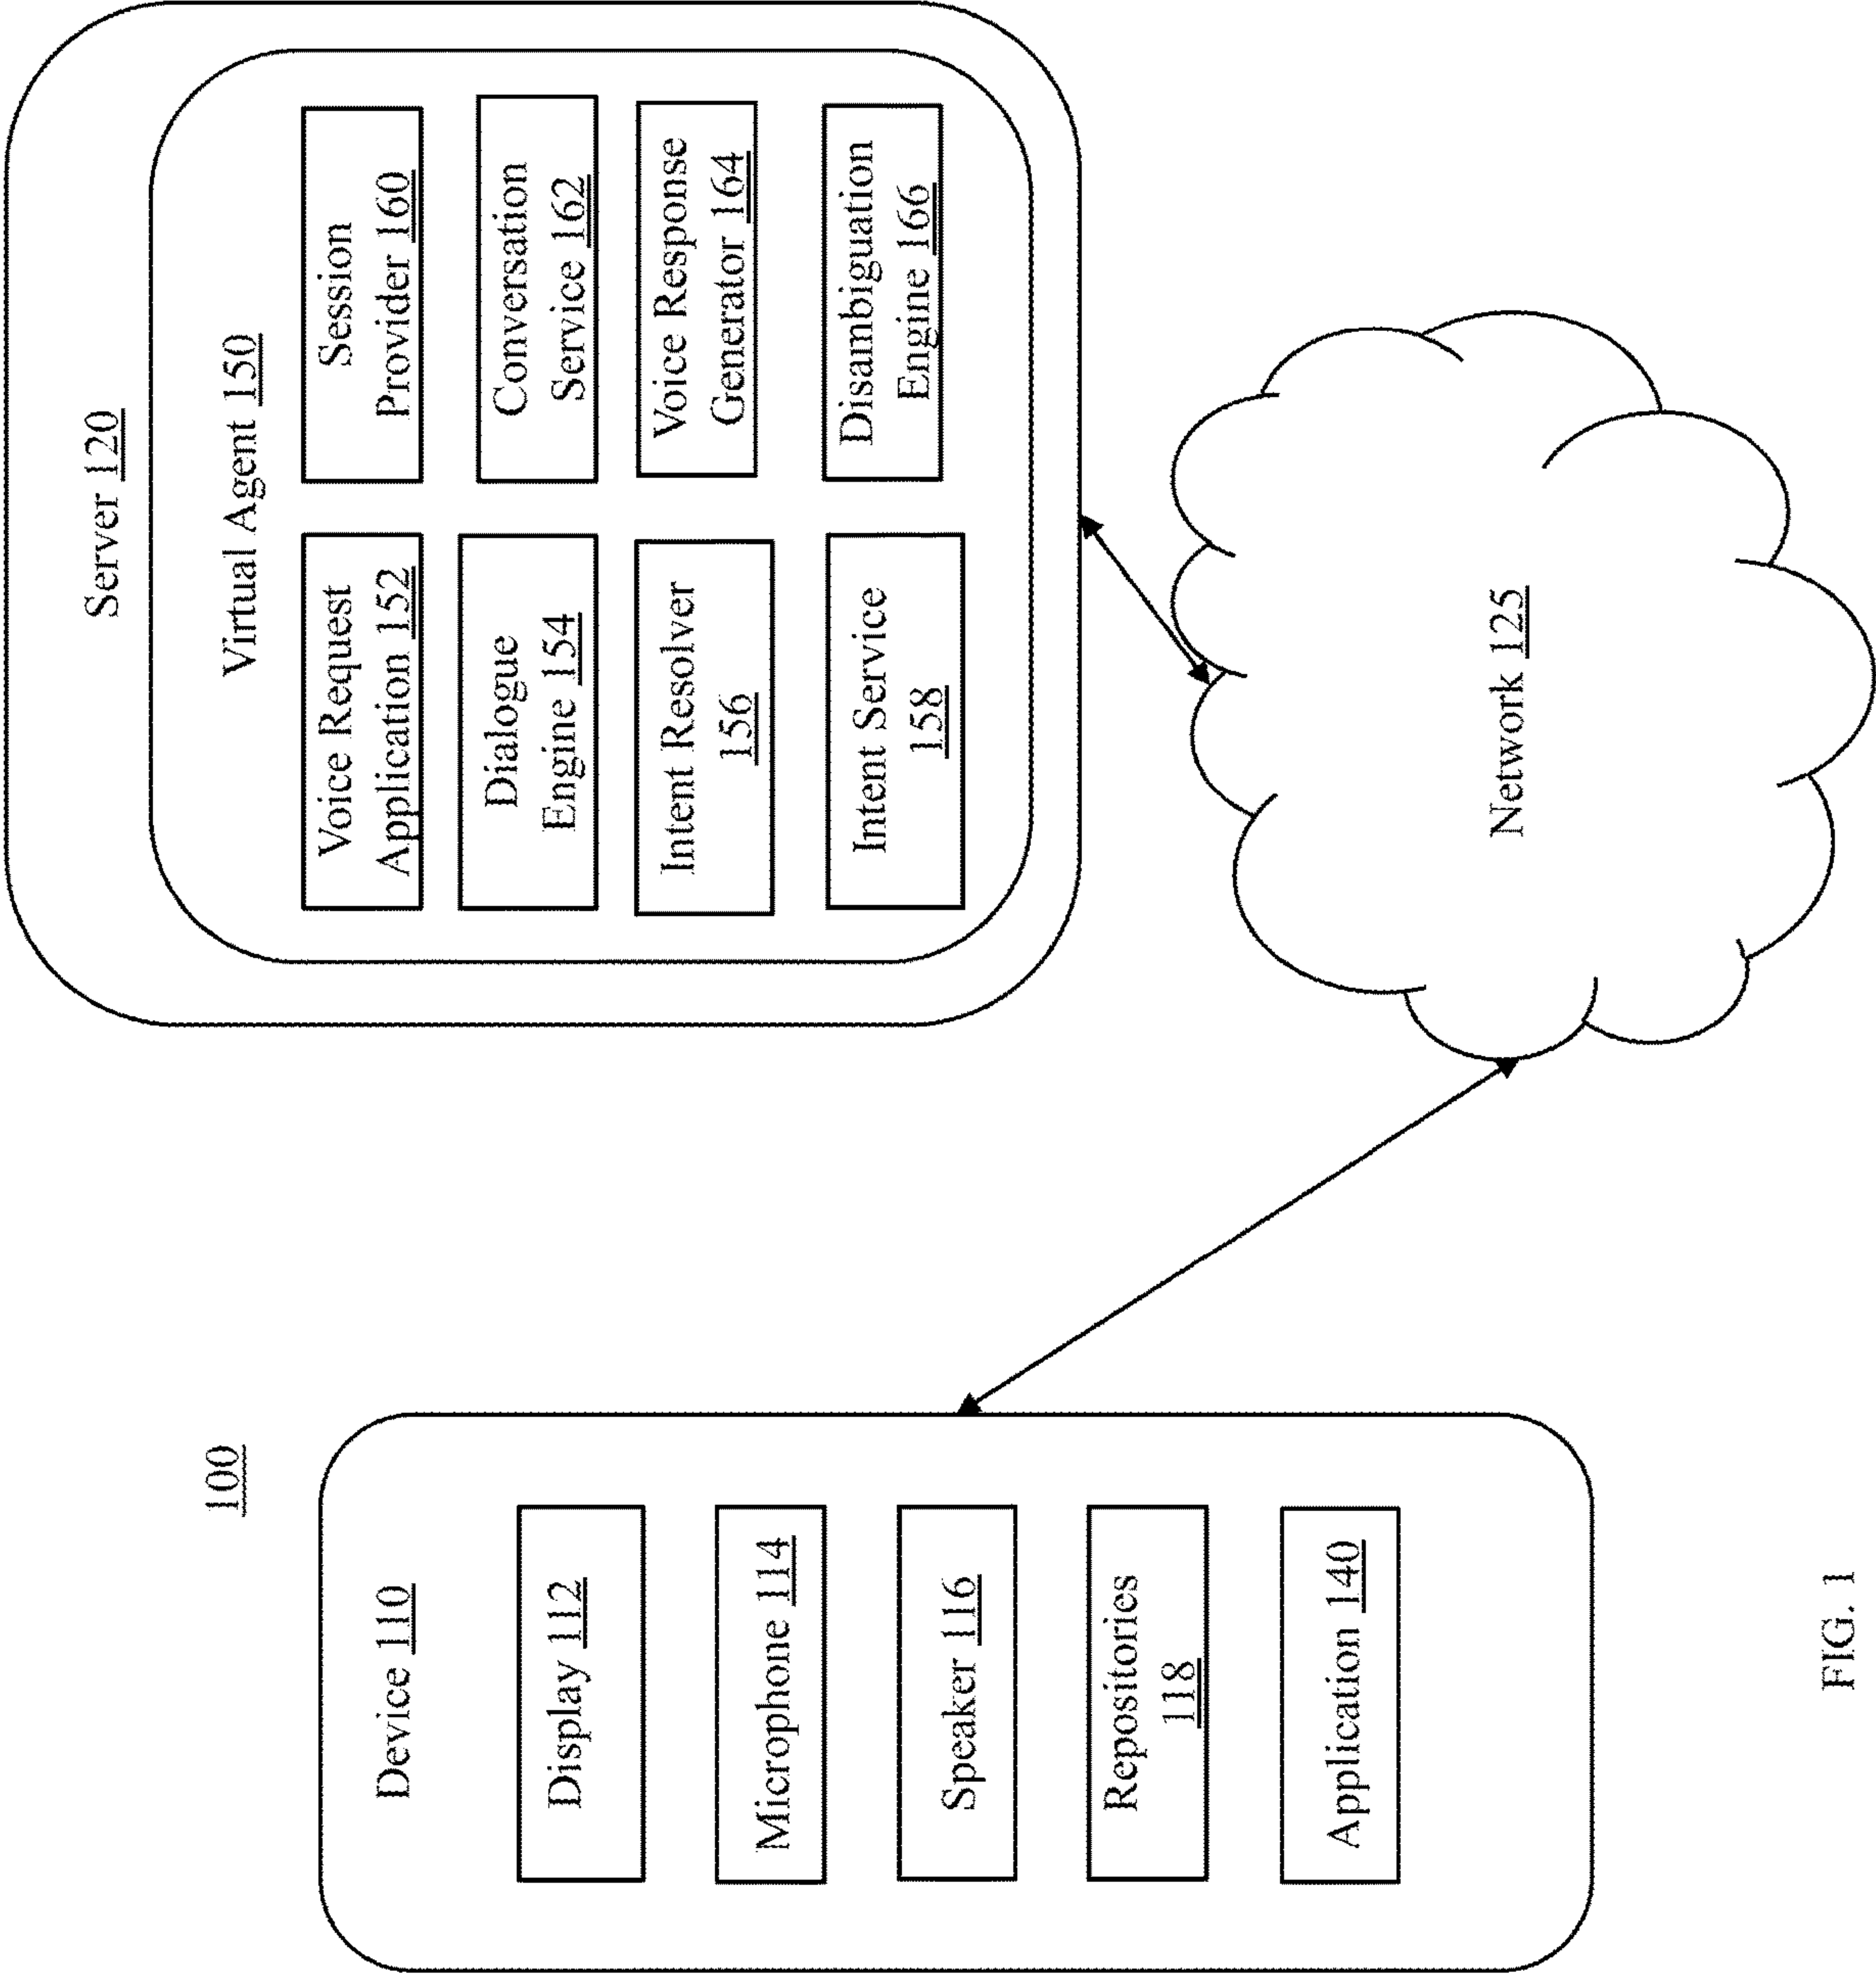 100
Device 110
Display 112
Microphone 114
Speaker 116
Repositories
118
Application 140
Server 120
Virtual Agent 150
Voice Request
Application 152
Dialogue
Engine 154
Intent Resolver
156
Intent Service
158
Session
Provider 160
Conversation
Service 162
Voice Response
Generator 164
Disambiguation
Engine 166
Network 125
FIG. 1